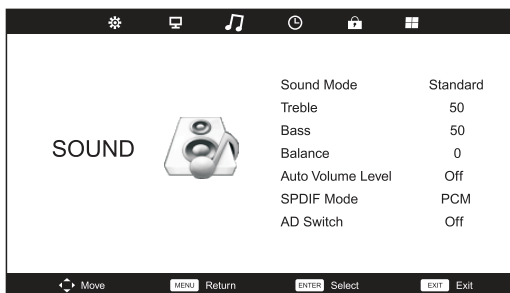 SOUND
Sound Mode Standard
Treble 50
Bass 50
Balance 0
Auto Volume Level Off
SPDIF Mode PCM
AD Switch Off
Move MENU Return ENTER Select EXIT Exit